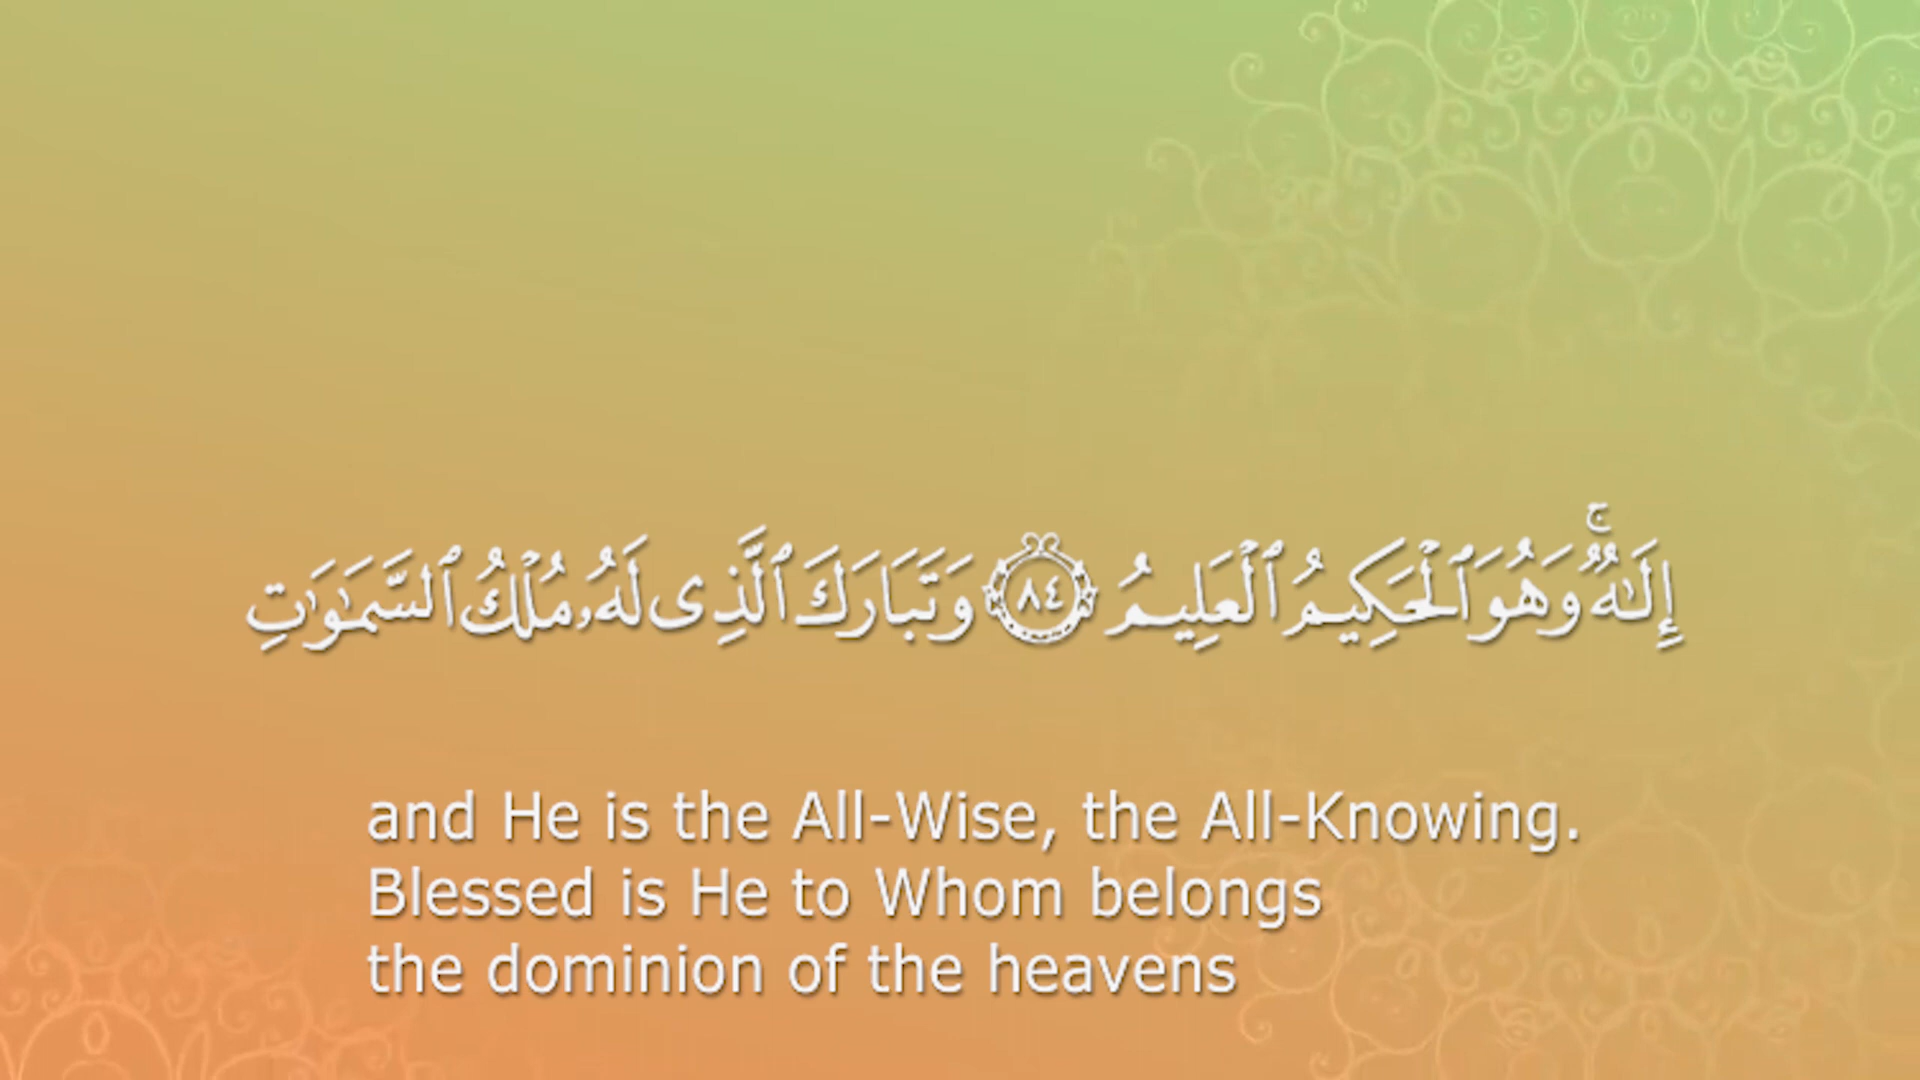 إِلَـٰهٌۭ ۚ وَهُوَ ٱلْحَكِيمُ ٱلْعَلِيمُ ﴿٨٤﴾ وَتَبَارَكَ ٱلَّذِى لَهُۥ مُلْكُ ٱلسَّمَـٰوَٰتِ
and He is the All-Wise, the All-Knowing.
Blessed is He to Whom belongs
the dominion of the heavens